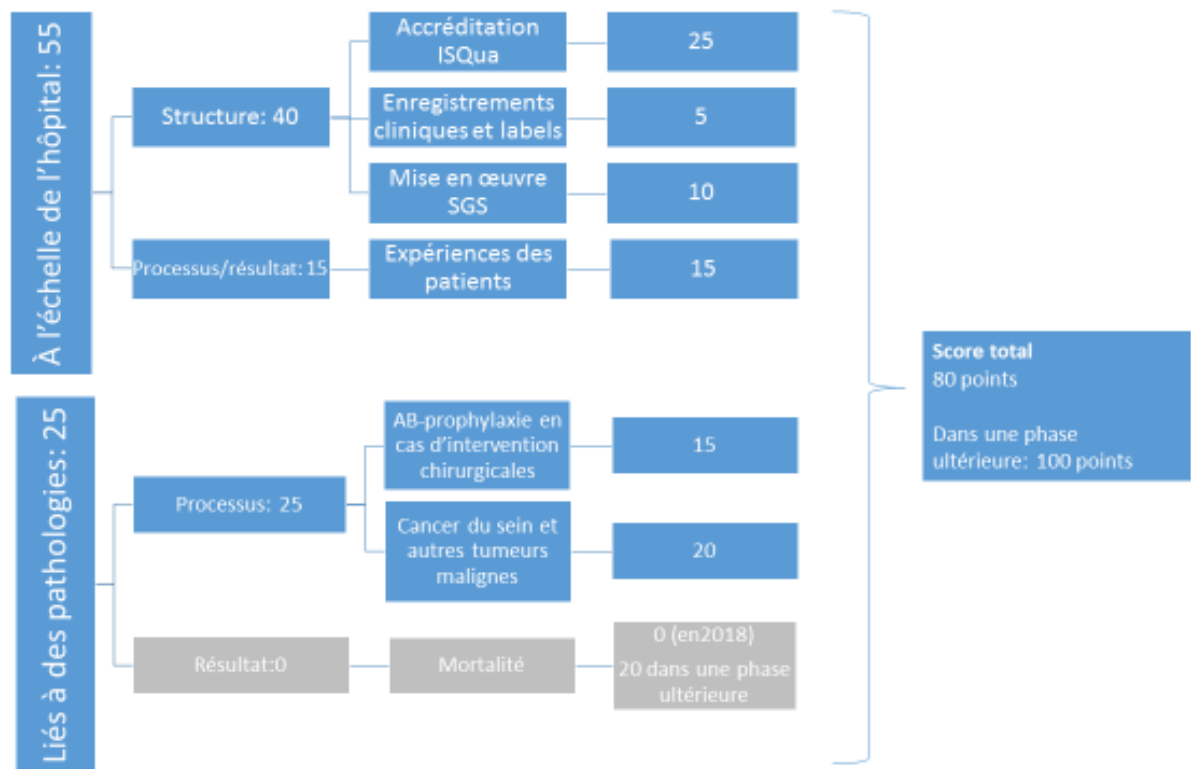 À l'échelle de l'hôpital: 55
Structure: 40
Accréditation
ISQua
25
Enregistrements
cliniques et labels
5
Mise en œuvre
SGS
10
Processus/résultat: 15
Expériences des
patients
15
Liés à des pathologies: 25
Processus: 25
AB-prophylaxie en
cas d'intervention
chirurgicales
15
Cancer du sein et
autres tumeurs
malignes
20
Résultat:0
Mortalité
0 (en2018)
20 dans une phase
ultérieure
Score total
80 points
Dans une phase
ultérieure: 100 points